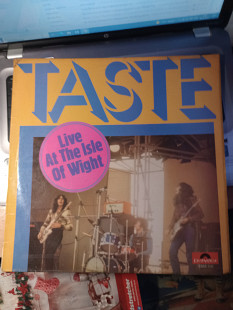 TASTE
Live
At The Isle
Of Wight